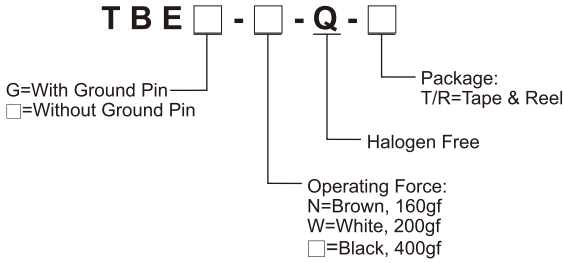 TBE□-□-Q-□
G=With Ground Pin
□=Without Ground Pin
Package:
T/R=Tape & Reel
Halogen Free
Operating Force:
N=Brown, 160gf
W=White, 200gf
□=Black, 400gf